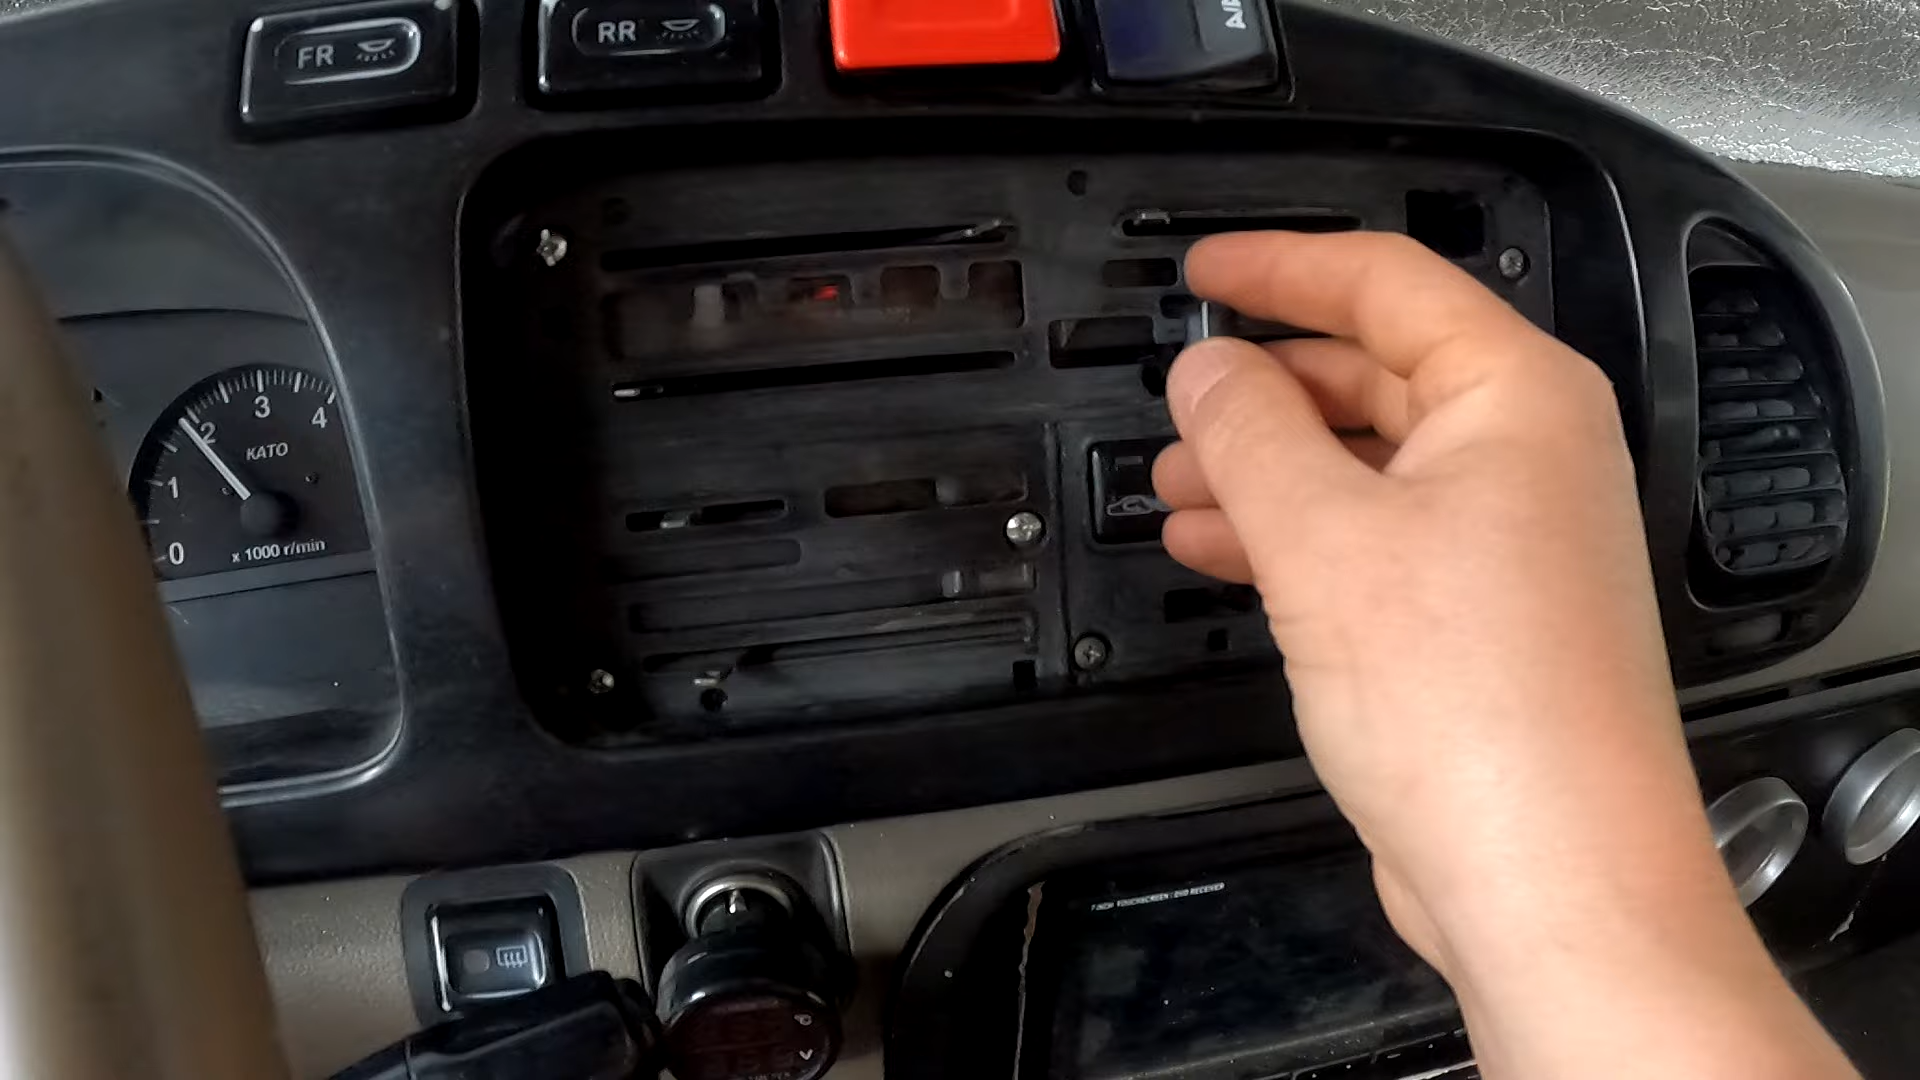 FR
RR
A/B
3
4
2
KATO
1
0
x 1000 r/min
7 INCH TOUCHSCREEN : DVD RECEIVER
°C
V